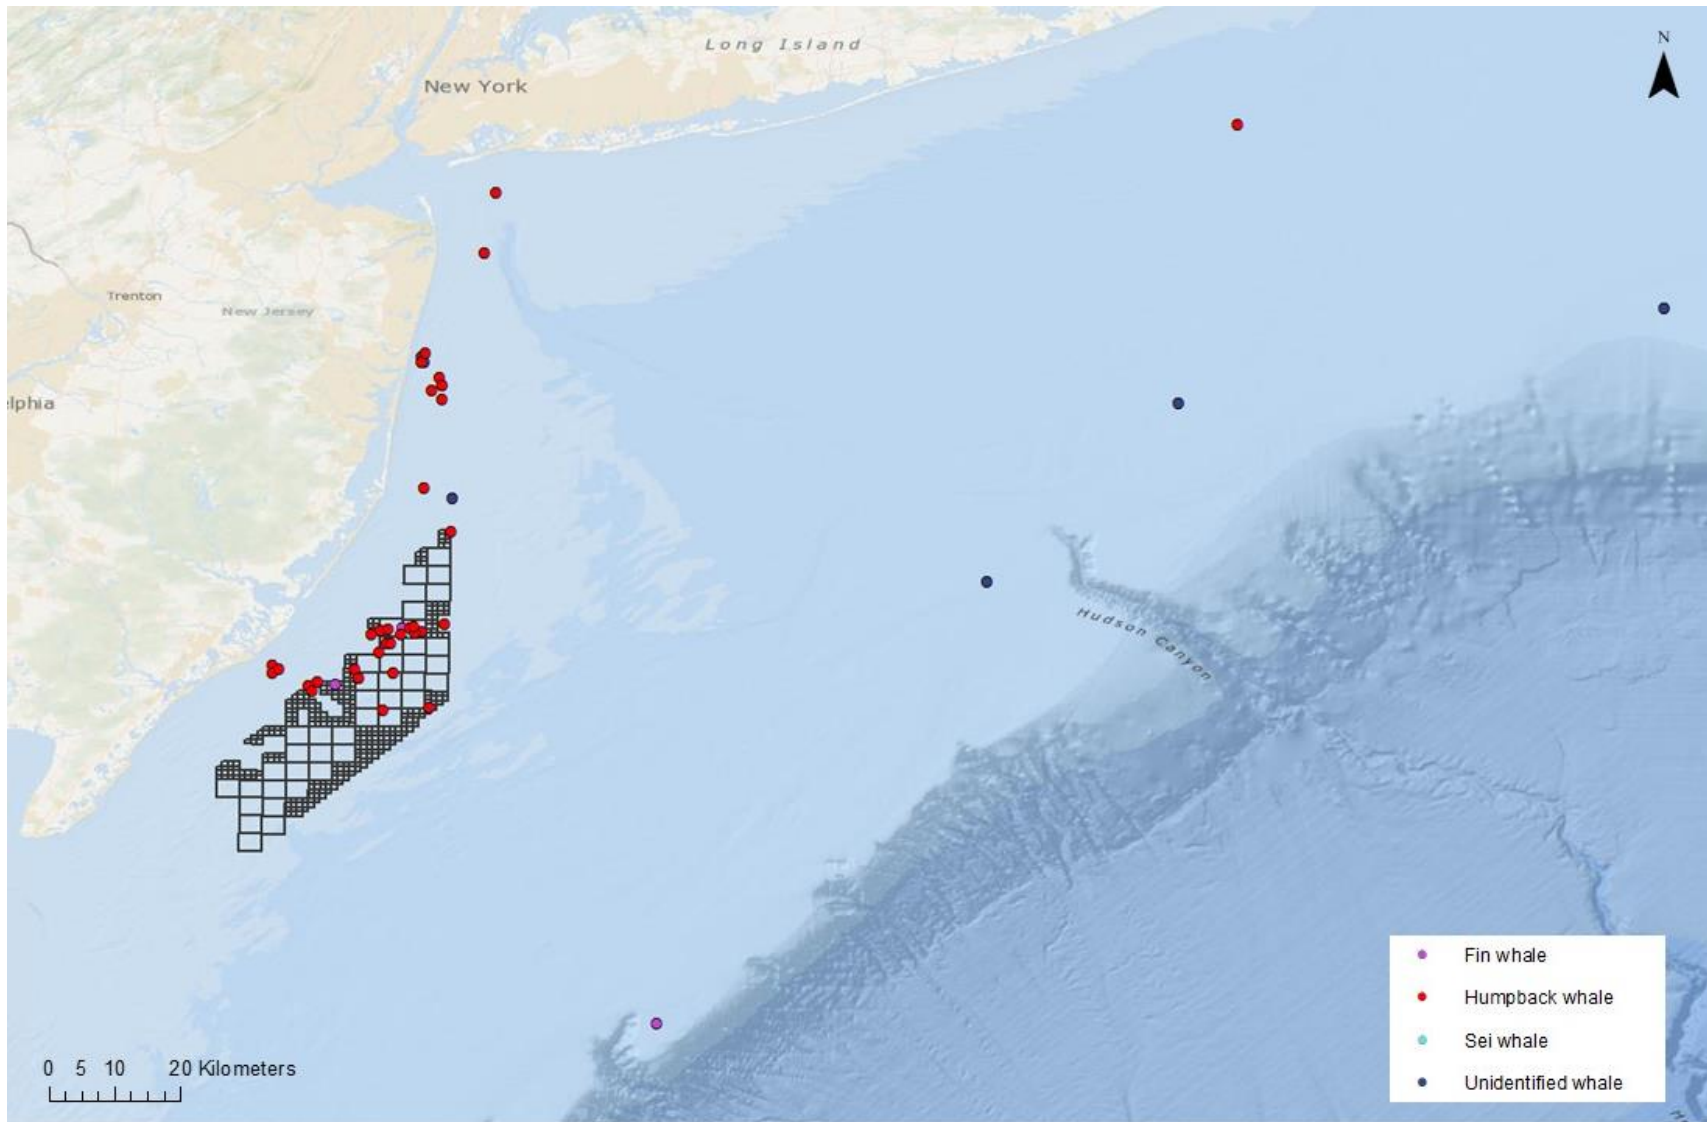 Long Island
N
New York
Trenton
New Jersey
elphia
Hudson Canyon
0 5 10 20 Kilometers
Fin whale
Humpback whale
Sei whale
Unidentified whale